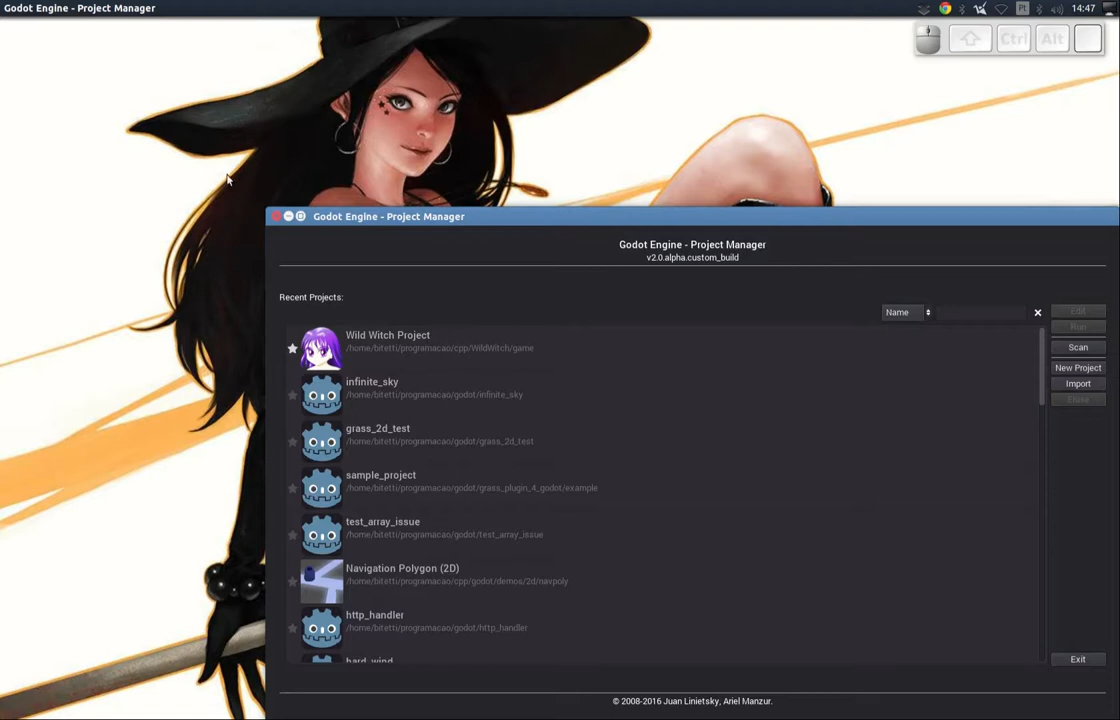 Godot Engine - Project Manager
Pt
14:47
Ctrl
Alt
Godot Engine - Project Manager
Godot Engine - Project Manager
v2.0.alpha.custom_build
Recent Projects:
Name
Edit
Run
Wild Witch Project
/home/bitetti/programacao/cpp/WildWitch/game
Scan
New Project
infinite_sky
/home/bitetti/programacao/godot/infinite_sky
Import
Erase
grass_2d_test
/home/bitetti/programacao/godot/grass_2d_test
sample_project
/home/bitetti/programacao/godot/grass_plugin_4_godot/example
test_array_issue
/home/bitetti/programacao/godot/test_array_issue
Navigation Polygon (2D)
/home/bitetti/programacao/cpp/godot/demos/2d/navpoly
http_handler
/home/bitetti/programacao/godot/http_handler
hard_wind
Exit
© 2008-2016 Juan Linietsky, Ariel Manzur.